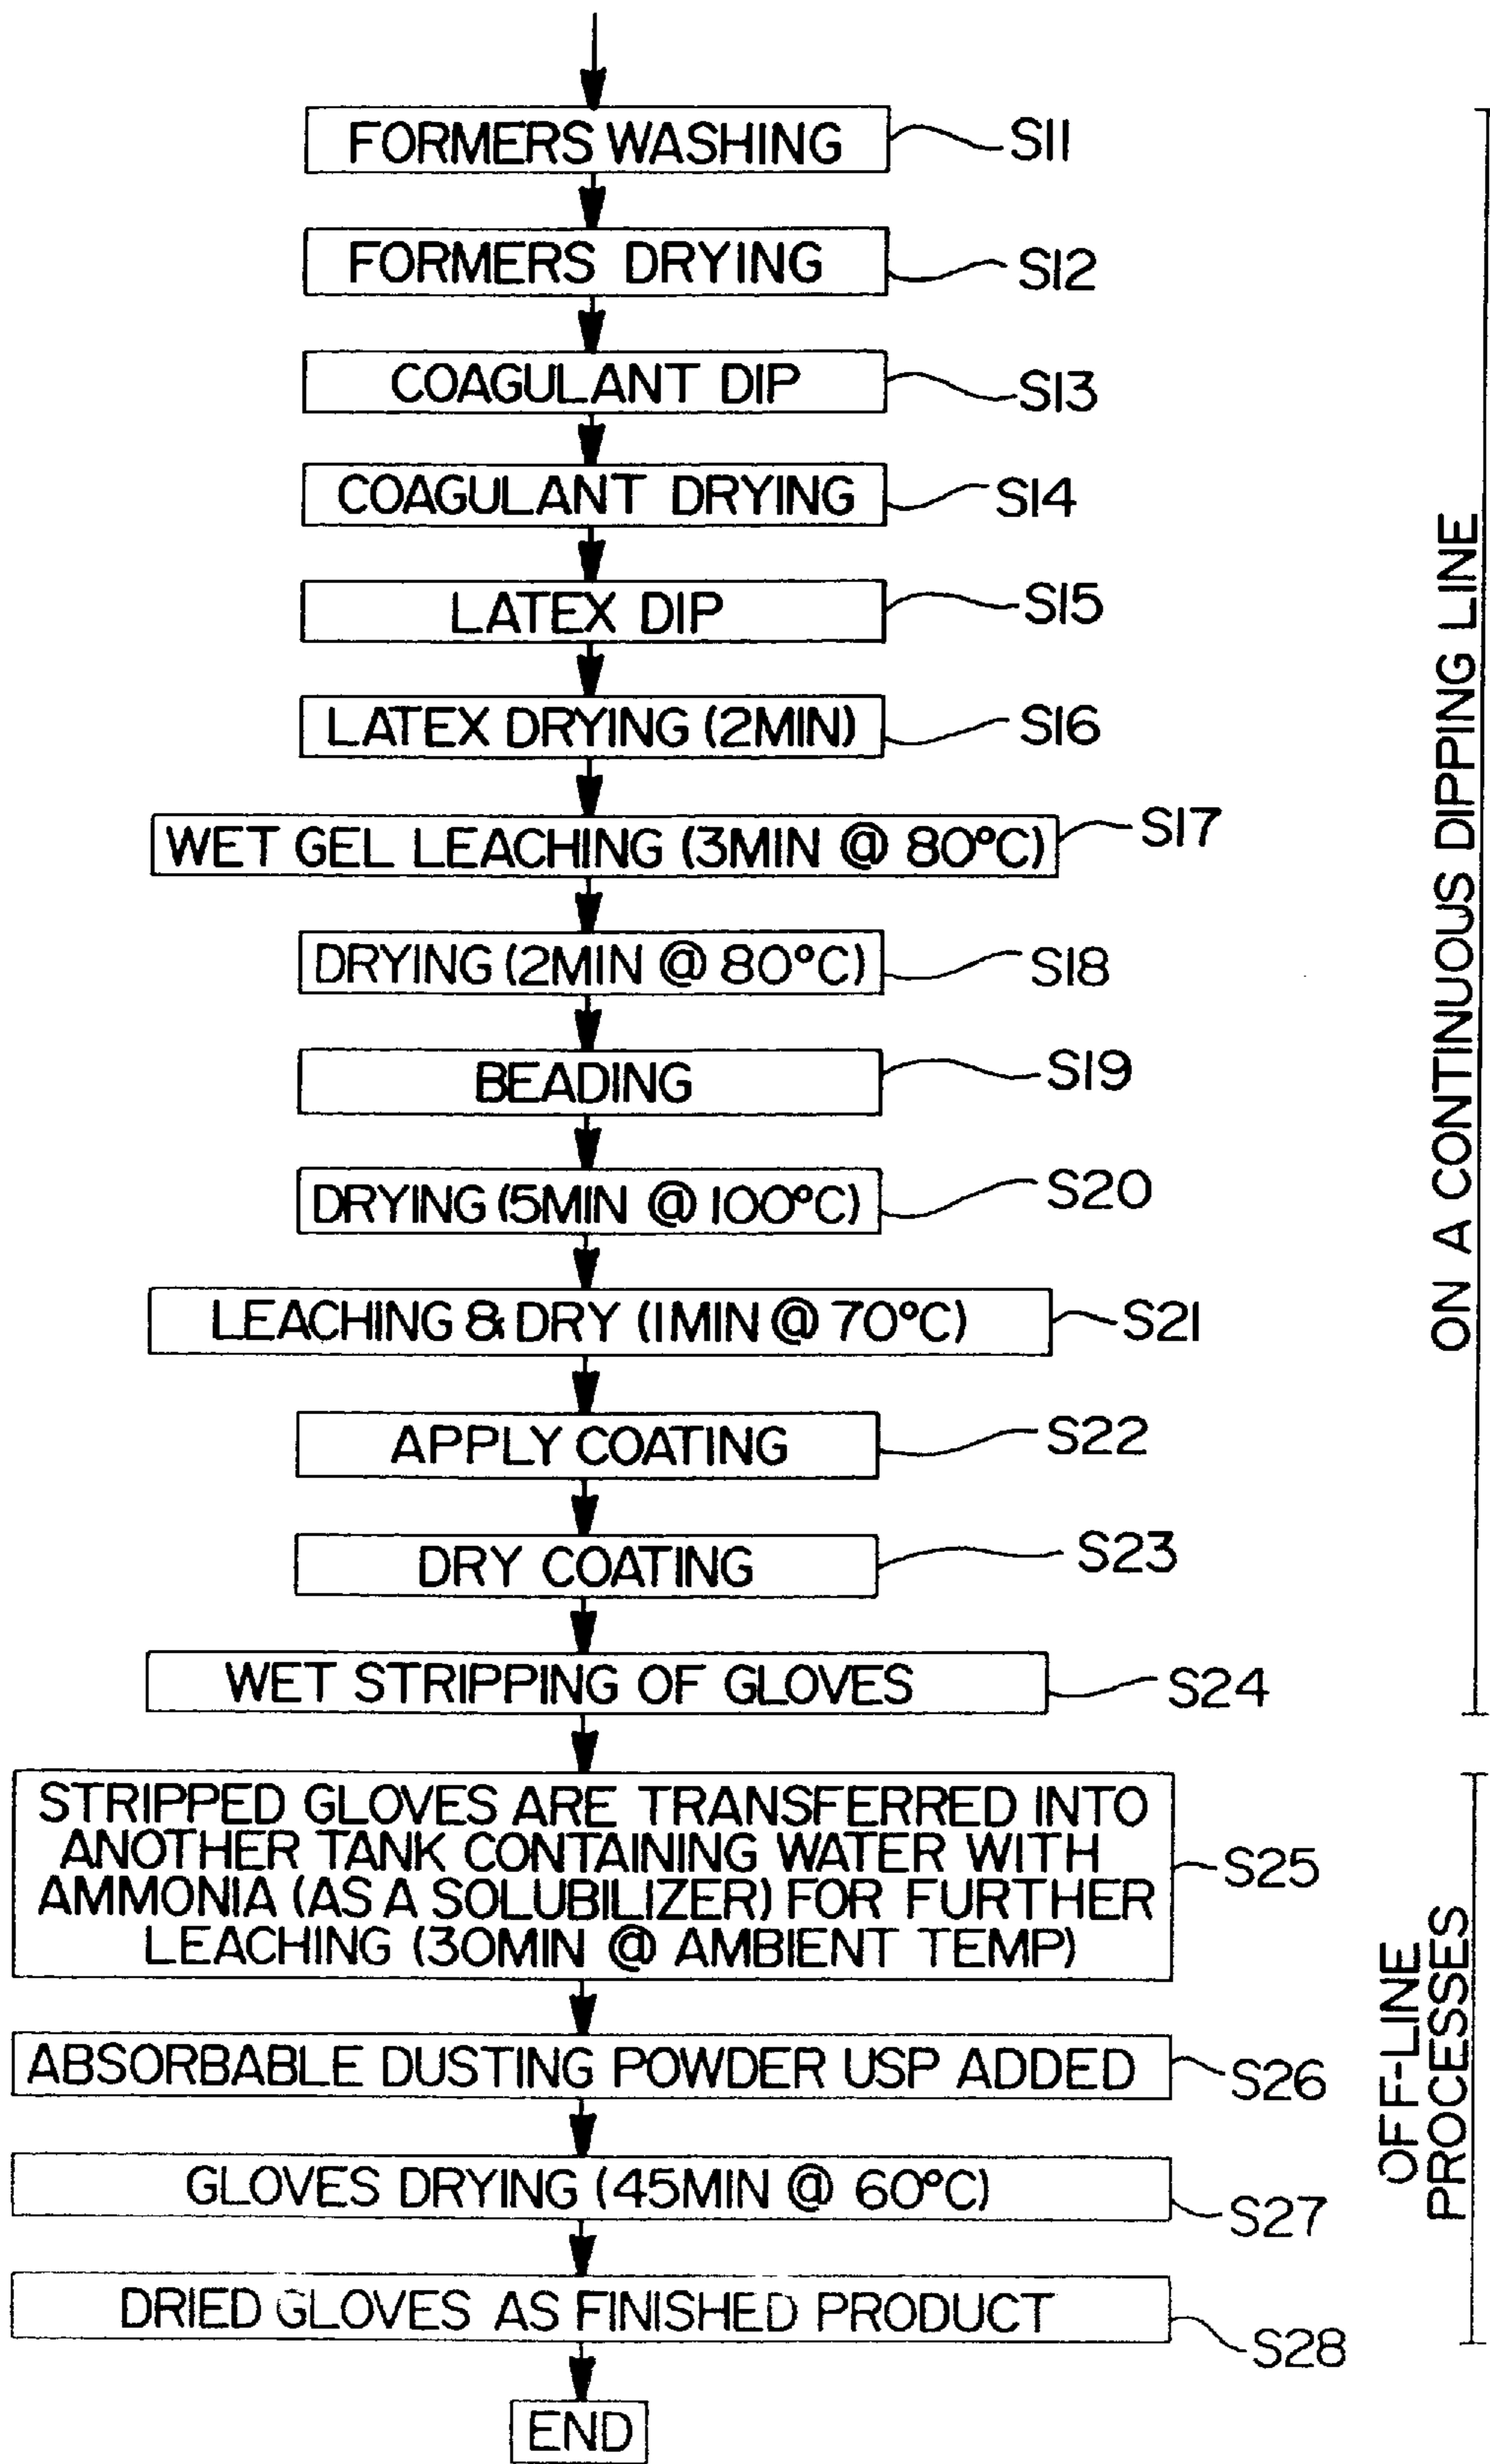 FORMERS WASHING
S11
FORMERS DRYING
S12
COAGULANT DIP
S13
COAGULANT DRYING
S14
LATEX DIP
S15
LATEX DRYING (2MIN)
S16
WET GEL LEACHING (3MIN @ 80°C)
S17
DRYING (2MIN @ 80°C)
S18
BEADING
S19
DRYING (5MIN @ 100°C)
S20
LEACHING & DRY (1MIN @ 70°C)
S21
APPLY COATING
S22
DRY COATING
S23
WET STRIPPING OF GLOVES
S24
ON A CONTINUOUS DIPPING LINE
STRIPPED GLOVES ARE TRANSFERRED INTO
ANOTHER TANK CONTAINING WATER WITH
AMMONIA (AS A SOLUBILIZER) FOR FURTHER
LEACHING (30MIN @ AMBIENT TEMP)
S25
ABSORBABLE DUSTING POWDER USP ADDED
S26
GLOVES DRYING (45MIN @ 60°C)
S27
DRIED GLOVES AS FINISHED PRODUCT
S28
OFF-LINE
PROCESSES
END